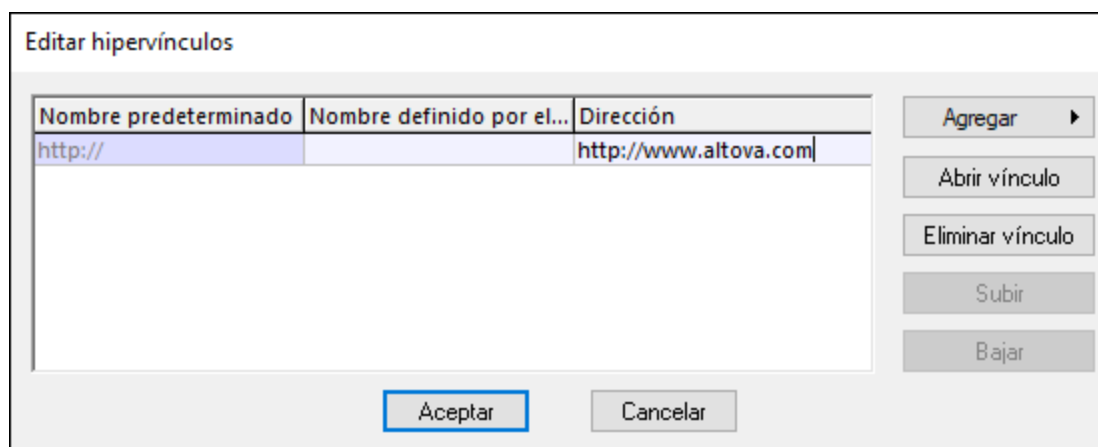 Editar hipervínculos
Nombre predeterminado Nombre definido por el... Dirección
http:// http://www.altova.com
Agregar
Abrir vínculo
Eliminar vínculo
Subir
Bajar
Aceptar Cancelar